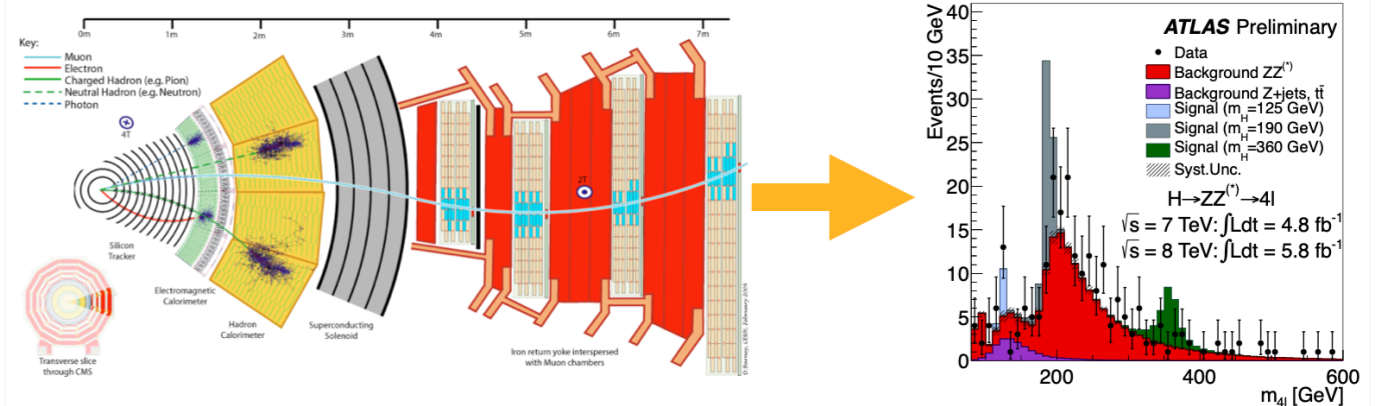 0m 1m 2m 3m 4m 5m 6m 7m
Key:
Muon
Electron
Charged Hadron (e.g. Pion)
Neutral Hadron (e.g. Neutron)
Photon
4T
2T
Silicon
Tracker
Electromagnetic
Calorimeter
Hadron
Calorimeter
Superconducting
Solenoid
Iron return yoke interspersed
with Muon chambers
Transverse slice
through CMS
D.Barney, CERN, February 2004
Events/10 GeV
40
35
30
25
20
15
10
5
0
ATLAS Preliminary
Data
Background ZZ(*)
Background Z+jets, tt̄
Signal (mH=125 GeV)
Signal (mH=190 GeV)
Signal (mH=360 GeV)
Syst.Unc.
H→ZZ(*)→4l
√s = 7 TeV: ∫Ldt = 4.8 fb-1
√s = 8 TeV: ∫Ldt = 5.8 fb-1
200 400 600
m4l [GeV]